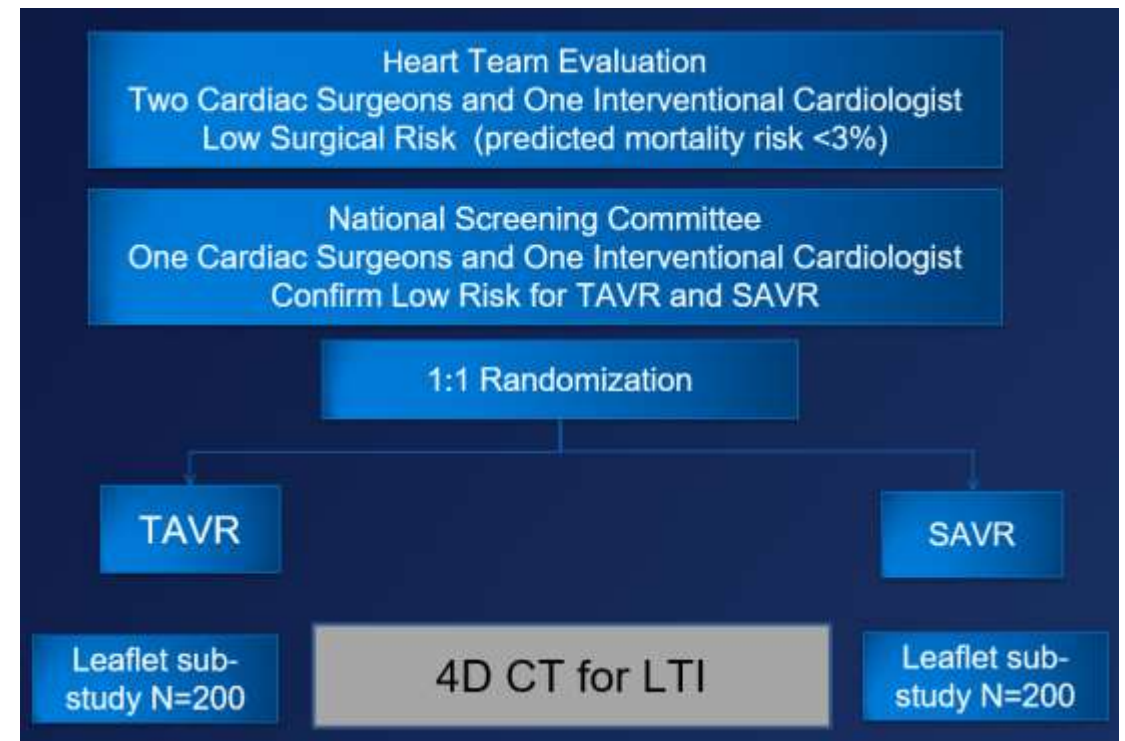 Heart Team Evaluation
Two Cardiac Surgeons and One Interventional Cardiologist
Low Surgical Risk  (predicted mortality risk <3%)
National Screening Committee
One Cardiac Surgeons and One Interventional Cardiologist
Confirm Low Risk for TAVR and SAVR
1:1 Randomization
TAVR
SAVR
Leaflet sub-
study N=200
4D CT for LTI
Leaflet sub-
study N=200